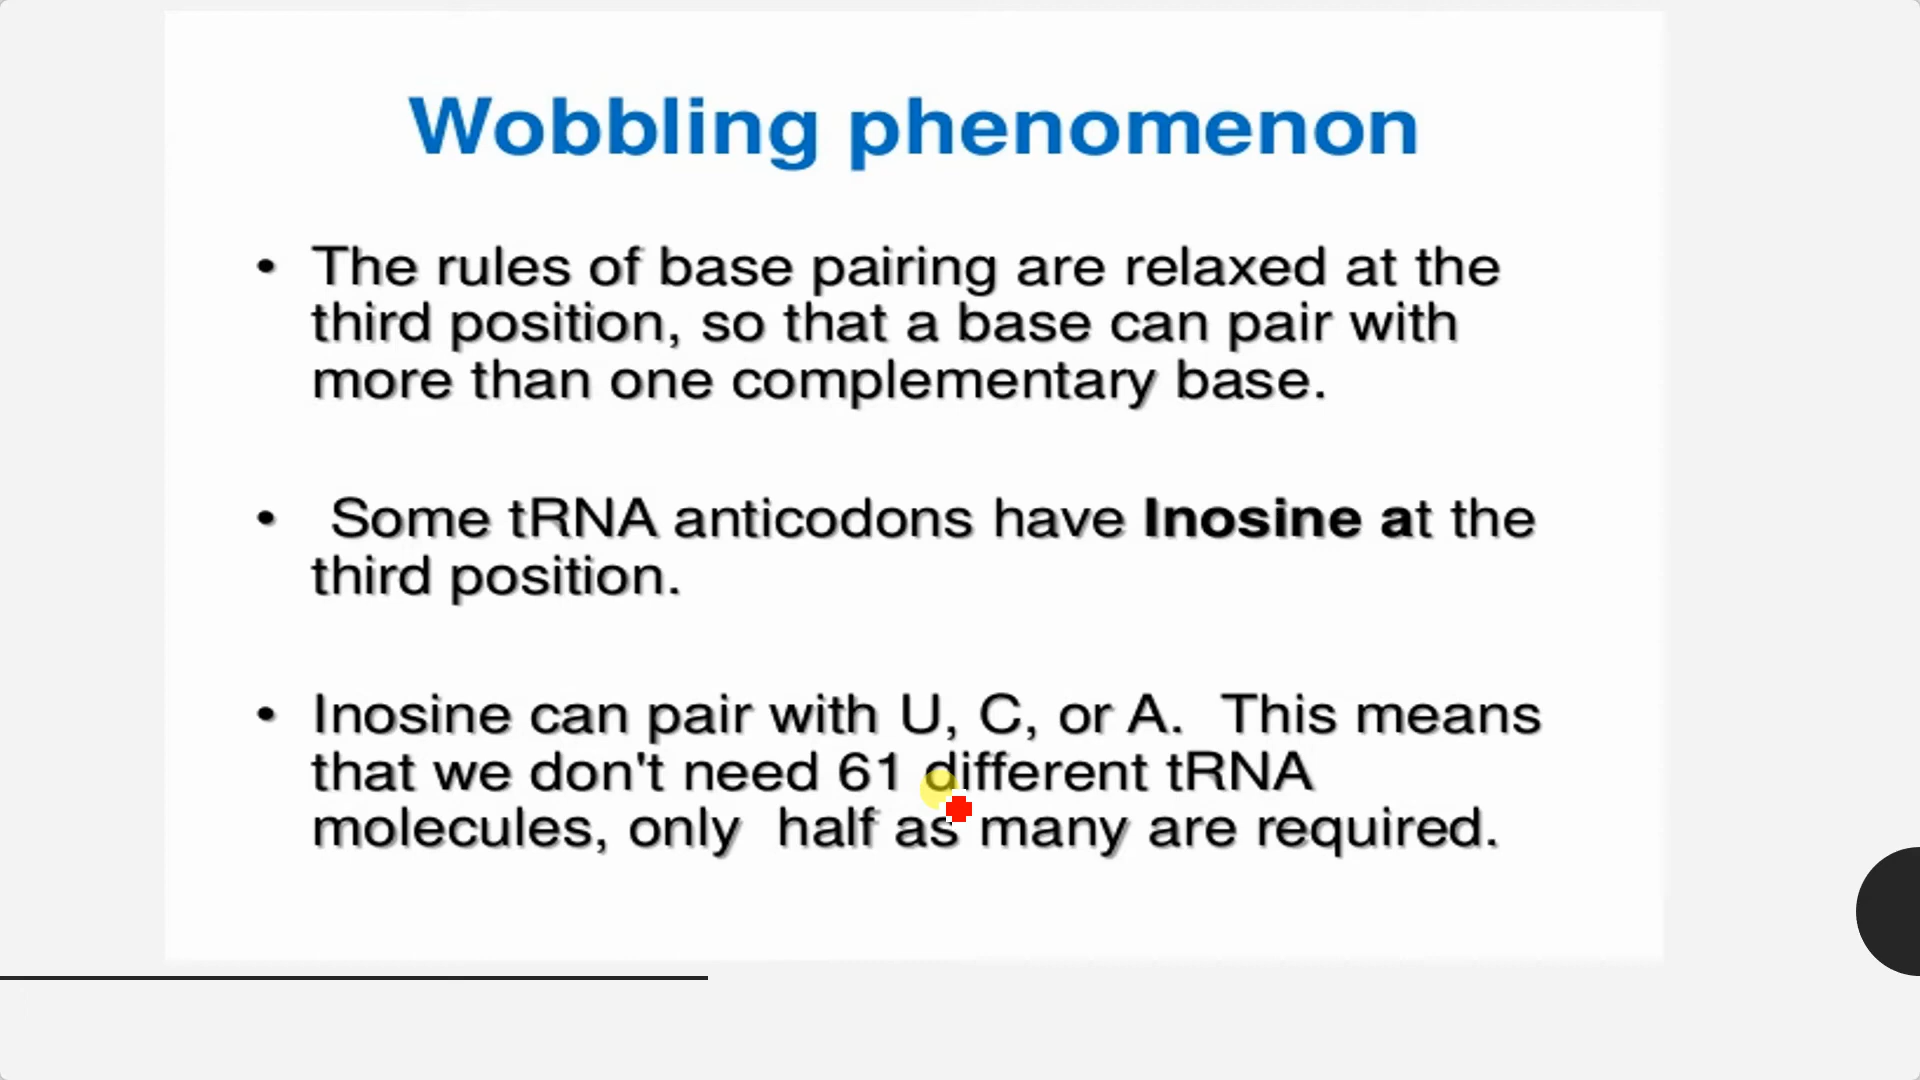 Wobbling phenomenon
• The rules of base pairing are relaxed at the
third position, so that a base can pair with
more than one complementary base.
• Some tRNA anticodons have Inosine at the
third position.
• Inosine can pair with U, C, or A. This means
that we don't need 61 different tRNA
molecules, only half as many are required.